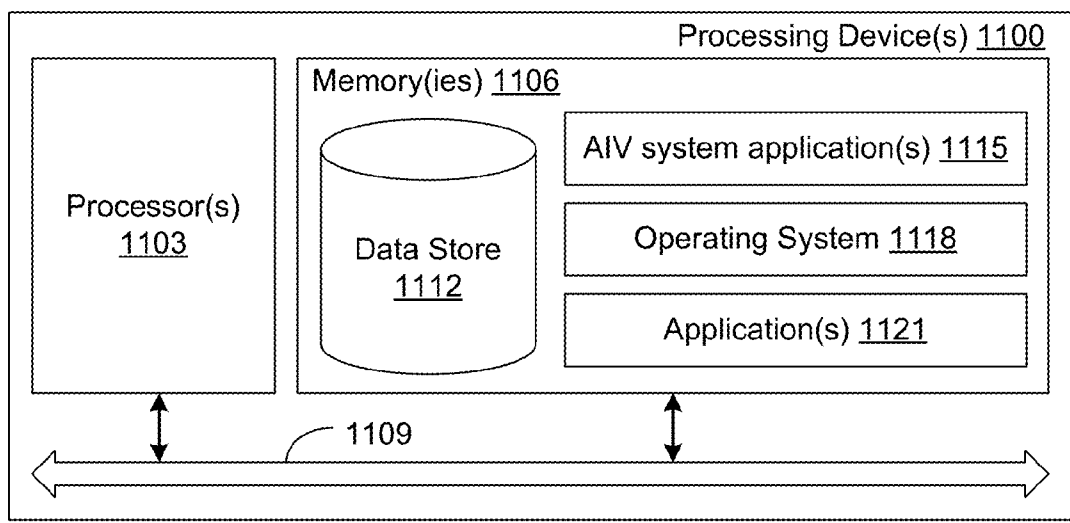 Processing Device(s) 1100
Memory(ies) 1106
Processor(s)
1103
Data Store
1112
AIV system application(s) 1115
Operating System 1118
Application(s) 1121
1109